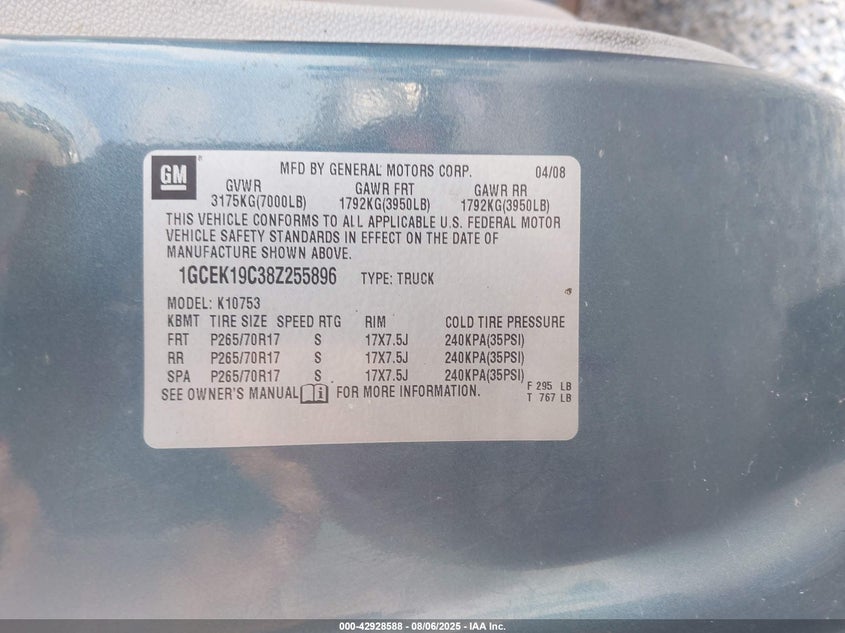 GM
MFD BY GENERAL MOTORS CORP. 04/08
GVWR GAWR FRT GAWR RR
3175KG(7000LB) 1792KG(3950LB) 1792KG(3950LB)
THIS VEHICLE CONFORMS TO ALL APPLICABLE U.S. FEDERAL MOTOR
VEHICLE SAFETY STANDARDS IN EFFECT ON THE DATE OF
MANUFACTURE SHOWN ABOVE.
1GCEK19C38Z255896 TYPE: TRUCK
MODEL: K10753
KBMT TIRE SIZE SPEED RTG RIM COLD TIRE PRESSURE
FRT P265/70R17 S 17X7.5J 240KPA(35PSI)
RR P265/70R17 S 17X7.5J 240KPA(35PSI)
SPA P265/70R17 S 17X7.5J 240KPA(35PSI)
SEE OWNER'S MANUAL FOR MORE INFORMATION.
F 295 LB
T 767 LB
000-42928588 - 08/06/2025 - IAA Inc.